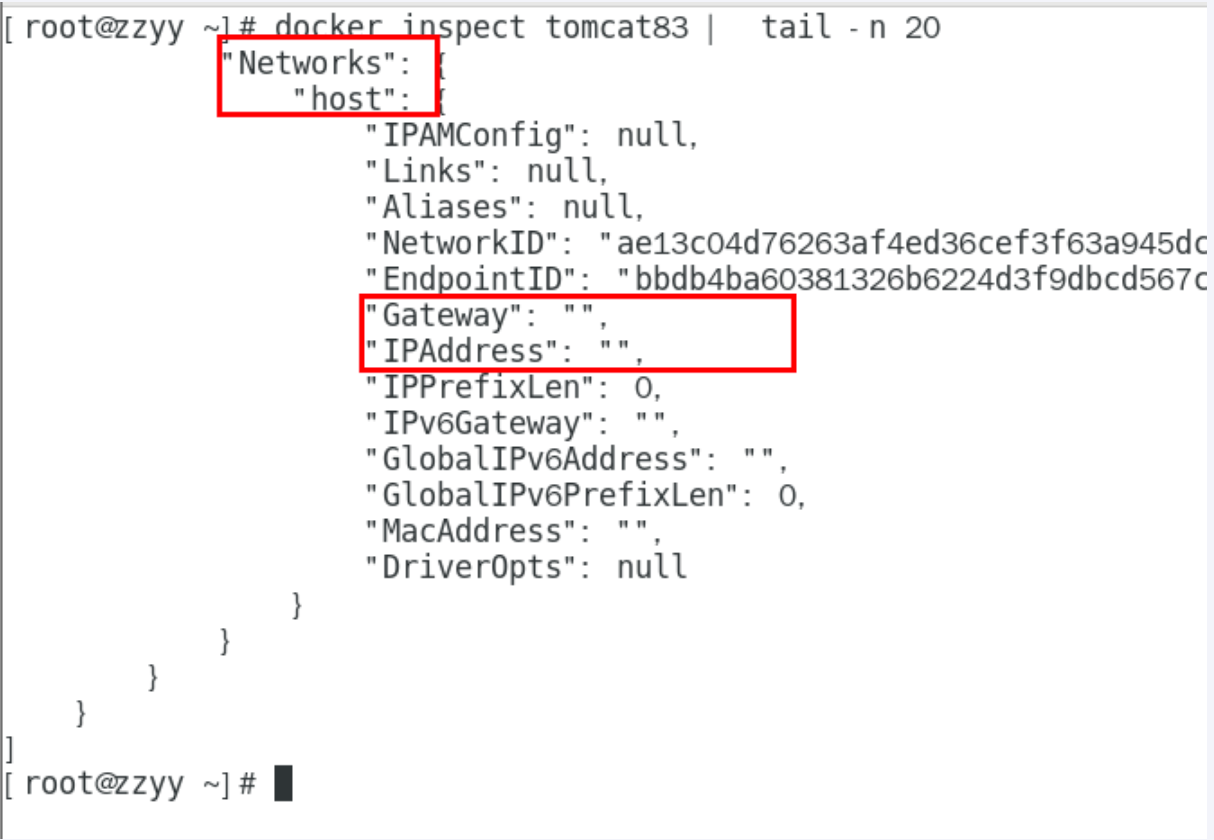 [root@zzyy ~]# docker inspect tomcat83 |  tail -n 20
            "Networks": {
                "host": {
                    "IPAMConfig": null,
                    "Links": null,
                    "Aliases": null,
                    "NetworkID": "ae13c04d76263af4ed36cef3f63a945dc
                    "EndpointID": "bbdb4ba60381326b6224d3f9dbcd567c
                    "Gateway": "",
                    "IPAddress": "",
                    "IPPrefixLen": 0,
                    "IPv6Gateway": "",
                    "GlobalIPv6Address": "",
                    "GlobalIPv6PrefixLen": 0,
                    "MacAddress": "",
                    "DriverOpts": null
                }
            }
        }
    }
]
[root@zzyy ~]#